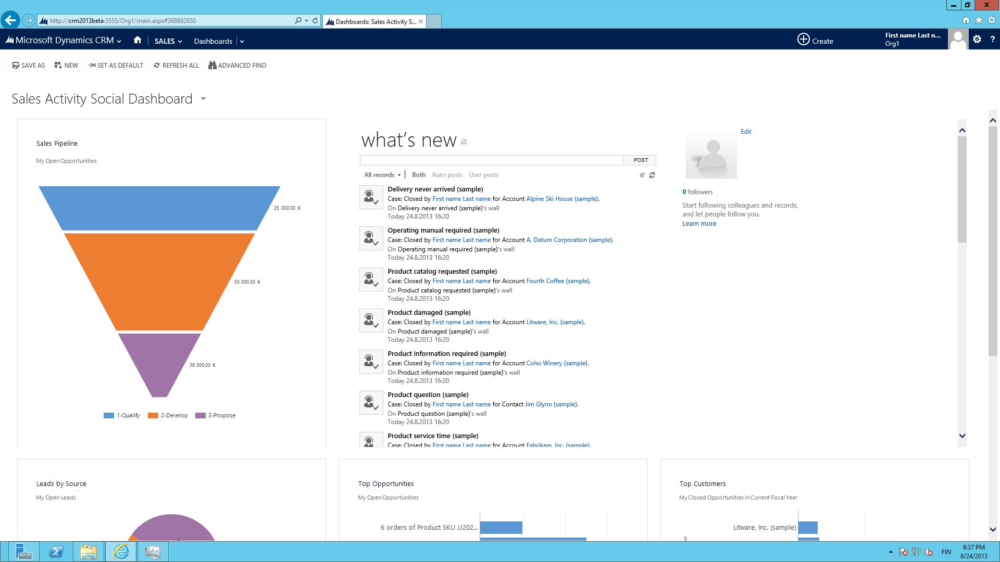 http://crm2013beta:5555/Org1/main.aspx#368692650
Dashboards: Sales Activity S...
Microsoft Dynamics CRM
SALES
Dashboards
Create
First name Last n...
Org1
?
SAVE AS
NEW
SET AS DEFAULT
REFRESH ALL
ADVANCED FIND
Sales Activity Social Dashboard
Sales Pipeline
My Open Opportunities
25 000,00 €
55 000,00 €
36 000,00 €
1-Qualify 2-Develop 3-Propose
what's new
POST
All records Both Auto posts User posts
Delivery never arrived (sample)
Case: Closed by First name Last name for Account Alpine Ski House (sample).
On Delivery never arrived (sample)'s wall
Today 24.8.2013 16:20
Operating manual required (sample)
Case: Closed by First name Last name for Account A. Datum Corporation (sample).
On Operating manual required (sample)'s wall
Today 24.8.2013 16:20
Product catalog requested (sample)
Case: Closed by First name Last name for Account Fourth Coffee (sample).
On Product catalog requested (sample)'s wall
Today 24.8.2013 16:20
Product damaged (sample)
Case: Closed by First name Last name for Account Litware, Inc. (sample).
On Product damaged (sample)'s wall
Today 24.8.2013 16:20
Product information required (sample)
Case: Closed by First name Last name for Account Coho Winery (sample).
On Product information required (sample)'s wall
Today 24.8.2013 16:20
Product question (sample)
Case: Closed by First name Last name for Contact Jim Glynn (sample).
On Product question (sample)'s wall
Today 24.8.2013 16:20
Product service time (sample)
Case: Closed by First name Last name for Account Fabrikam, Inc. (sample).
Edit
0 followers
Start following colleagues and records,
and let people follow you.
Learn more
Leads by Source
My Open Leads
4
Top Opportunities
My Open Opportunities
6 orders of Product SKU JJ202...
Top Customers
My Closed Opportunities in Current Fiscal Year
Litware, Inc. (sample)
FIN
6:37 PM
8/24/2013